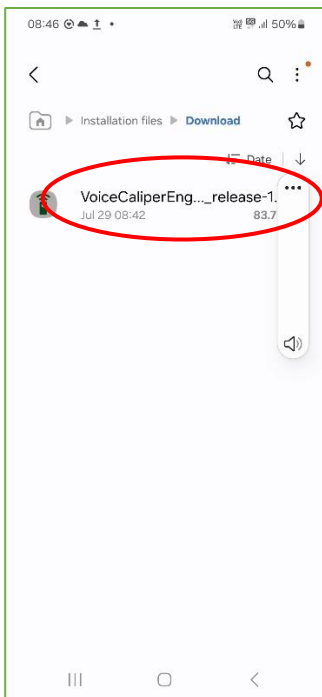 08:46
50%
Installation files ▶ Download
Date
VoiceCaliperEng..._release-1.
Jul 29 08:42 83.7